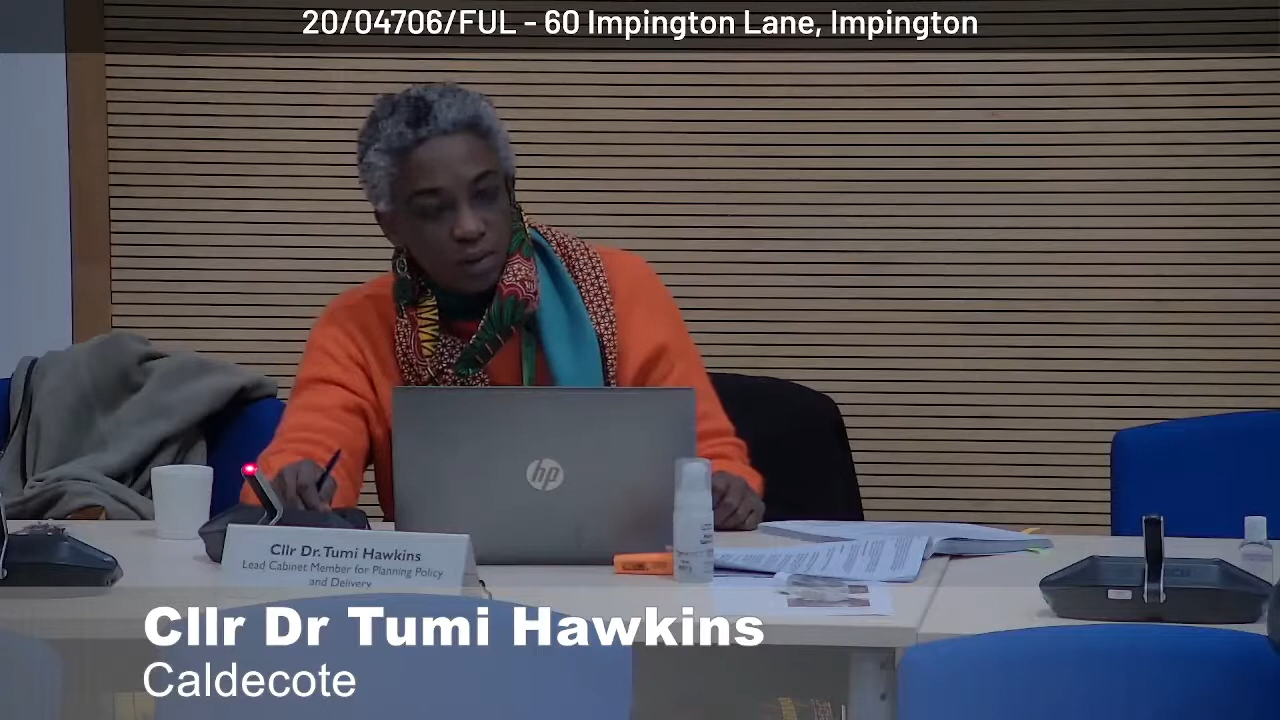 20/04706/FUL - 60 Impington Lane, Impington
hp
Cllr Dr. Tumi Hawkins
Lead Cabinet Member for Planning Policy
and Delivery
Cllr Dr Tumi Hawkins
Caldecote